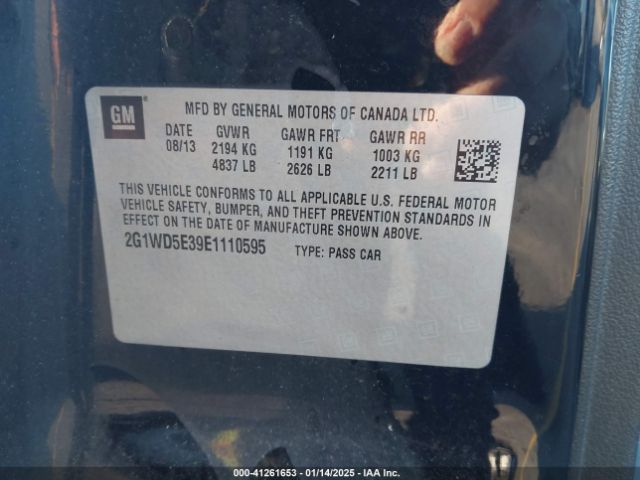 GM
MFD BY GENERAL MOTORS OF CANADA LTD.
DATE GVWR GAWR FRT GAWR RR
08/13 2194 KG 1191 KG 1003 KG
4837 LB 2626 LB 2211 LB
THIS VEHICLE CONFORMS TO ALL APPLICABLE U.S. FEDERAL MOTOR
VEHICLE SAFETY, BUMPER, AND THEFT PREVENTION STANDARDS IN
EFFECT ON THE DATE OF MANUFACTURE SHOWN ABOVE.
2G1WD5E39E1110595 TYPE: PASS CAR
000-41261653 - 01/14/2025 - IAA Inc.